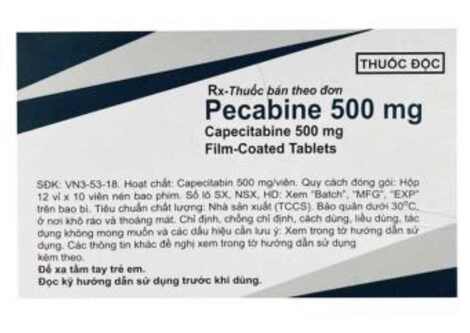 THUỐC ĐỘC
Rx-Thuốc bán theo đơn
Pecabine 500 mg
Capecitabine 500 mg
Film-Coated Tablets
SĐK: VN3-53-18. Hoạt chất: Capecitabin 500 mg/viên. Quy cách đóng gói: Hộp
12 vỉ x 10 viên nén bao phim. Số lô SX, NSX, HD: Xem "Batch", "MFG", "EXP"
trên bao bì. Tiêu chuẩn chất lượng: Nhà sản xuất (TCCS). Bảo quản dưới 30°C,
ở nơi khô ráo và thoáng mát. Chỉ định, chống chỉ định, cách dùng, liều dùng, tác
dụng không mong muốn và các dấu hiệu cần lưu ý: Xem trong tờ hướng dẫn sử
dụng. Các thông tin khác đề nghị xem trong tờ hướng dẫn sử dụng
kèm theo.
Để xa tầm tay trẻ em.
Đọc kỹ hướng dẫn sử dụng trước khi dùng.